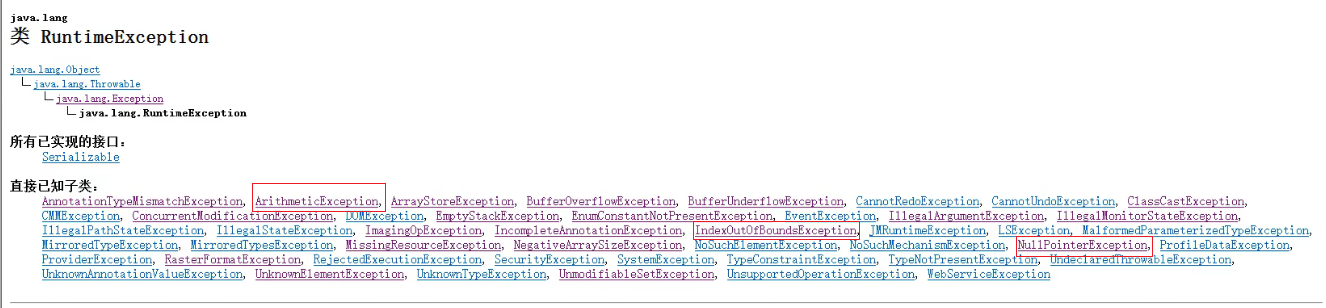 java.lang
类 RuntimeException
java.lang.Object
java.lang.Throwable
java.lang.Exception
java.lang.RuntimeException
所有已实现的接口：
Serializable
直接已知子类：
AnnotationTypeMismatchException, ArithmeticException, ArrayStoreException, BufferOverflowException, BufferUnderflowException, CannotRedoException, CannotUndoException, ClassCastException,
CMMException, ConcurrentModificationException, DOMException, EmptyStackException, EnumConstantNotPresentException, EventException, IllegalArgumentException, IllegalMonitorStateException,
IllegalPathStateException, IllegalStateException, ImagingOpException, IncompleteAnnotationException, IndexOutOfBoundsException, JMRuntimeException, LSException, MalformedParameterizedTypeException,
MirroredTypeException, MirroredTypesException, MissingResourceException, NegativeArraySizeException, NoSuchElementException, NoSuchMechanismException, NullPointerException, ProfileDataException,
ProviderException, RasterFormatException, RejectedExecutionException, SecurityException, SystemException, TypeConstraintException, TypeNotPresentException, UndeclaredThrowableException,
UnknownAnnotationValueException, UnknownElementException, UnknownTypeException, UnmodifiableSetException, UnsupportedOperationException, WebServiceException